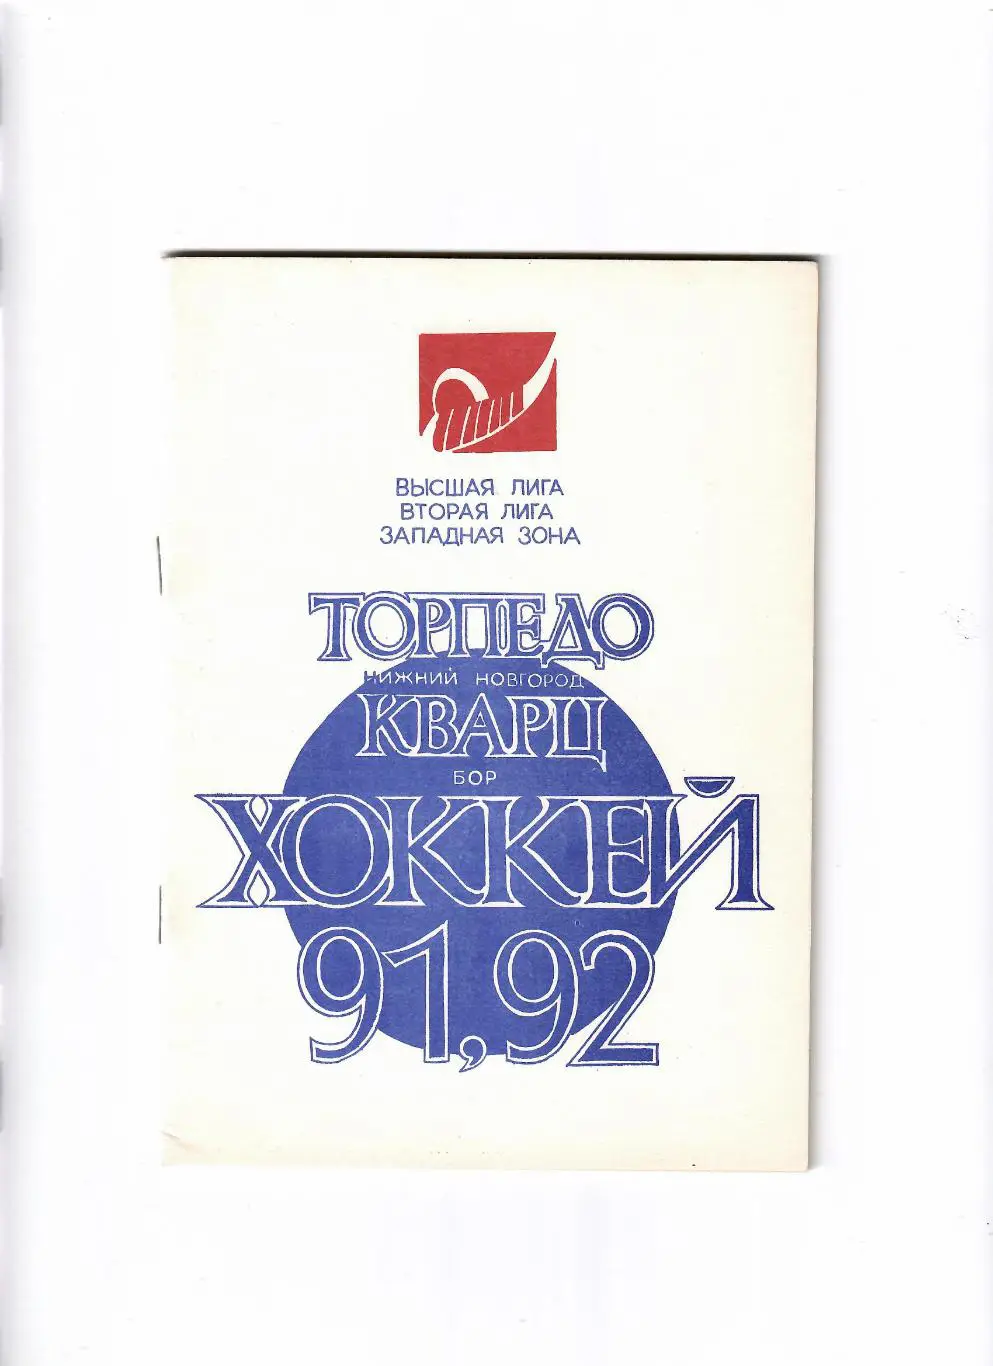 ВЫСШАЯ ЛИГА
ВТОРАЯ ЛИГА
ЗАПАДНАЯ ЗОНА
ТОРПЕДО
НИЖНИЙ НОВГОРОД
КВАРЦ
БОР
ХОККЕЙ
91,92